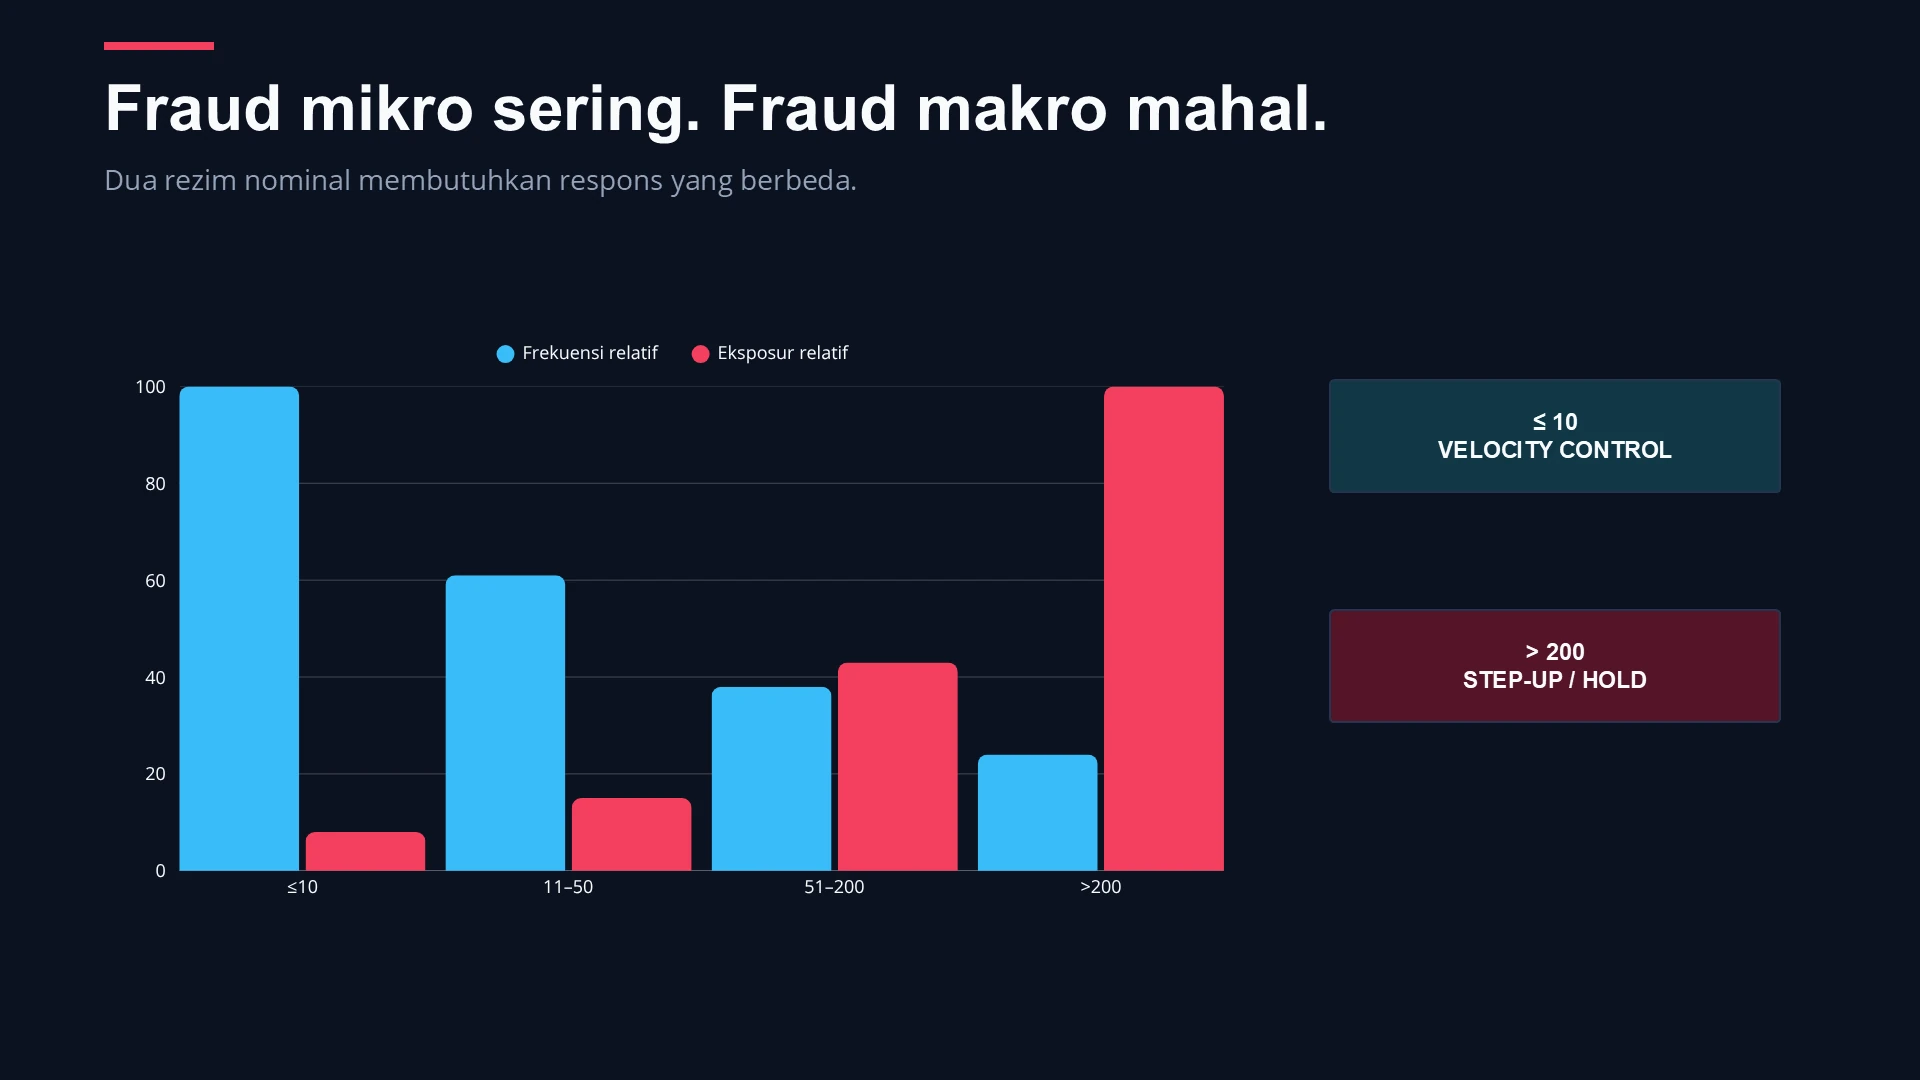 Fraud mikro sering. Fraud makro mahal.
Dua rezim nominal membutuhkan respons yang berbeda.
Frekuensi relatif
Eksposur relatif
100
80
60
40
20
0
≤10
11–50
51–200
>200
≤ 10
VELOCITY CONTROL
> 200
STEP-UP / HOLD